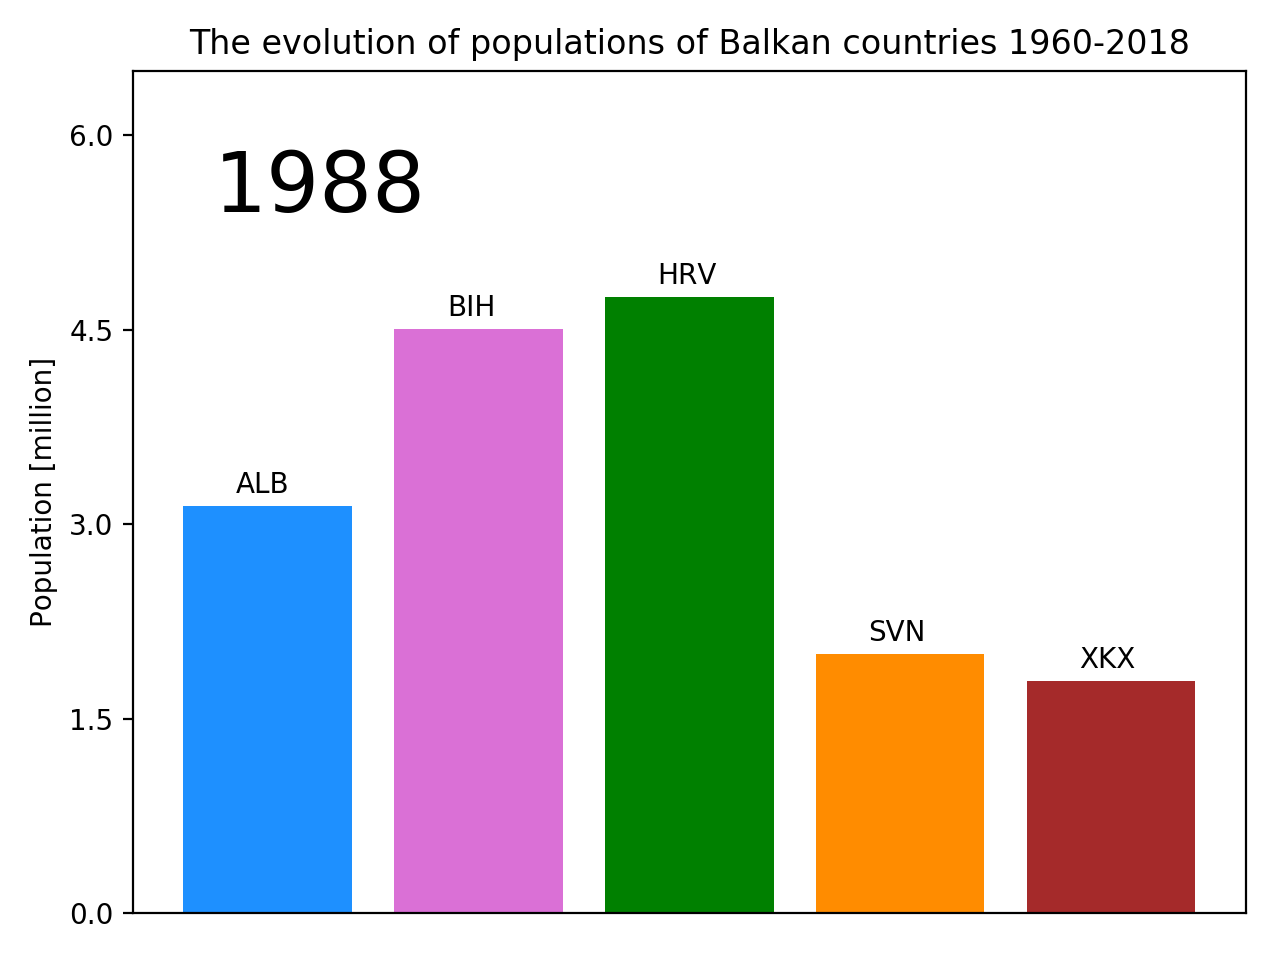 The evolution of populations of Balkan countries 1960-2018
6.0
1988
HRV
BIH
4.5
Population [million]
ALB
3.0
SVN
XKX
1.5
0.0